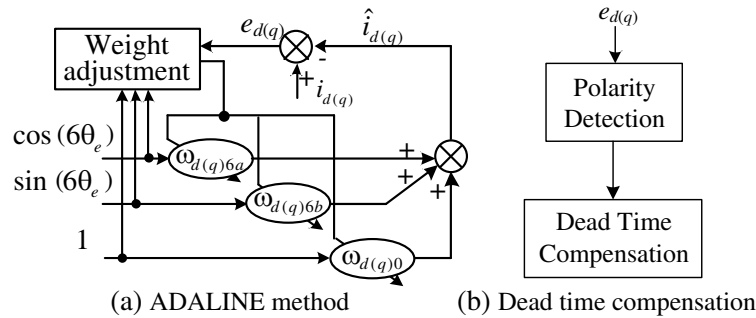 Weight
adjustment
e_{d(q)}
\hat{i}_{d(q)}
-
+
i_{d(q)}
cos(6θ_e)
ω_{d(q)6a}
+
sin(6θ_e)
ω_{d(q)6b}
+
1
ω_{d(q)0}
+
(a) ADALINE method
e_{d(q)}
Polarity
Detection
Dead Time
Compensation
(b) Dead time compensation